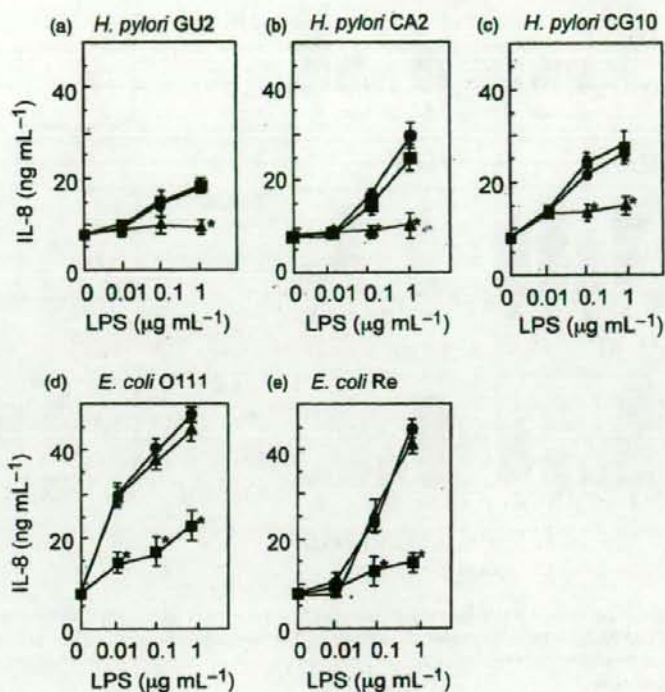 (a) H. pylori GU2
(b) H. pylori CA2
(c) H. pylori CG10
IL-8 (ng mL⁻¹)
40
20
0
40
20
0
40
20
0
0 0.01 0.1 1
LPS (µg mL⁻¹)
*
0 0.01 0.1 1
LPS (µg mL⁻¹)
*
*
0 0.01 0.1 1
LPS (µg mL⁻¹)
*
*
(d) E. coli O111
(e) E. coli Re
IL-8 (ng mL⁻¹)
40
20
0
40
20
0
*
*
*
*
*
0 0.01 0.1 1
LPS (µg mL⁻¹)
0 0.01 0.1 1
LPS (µg mL⁻¹)